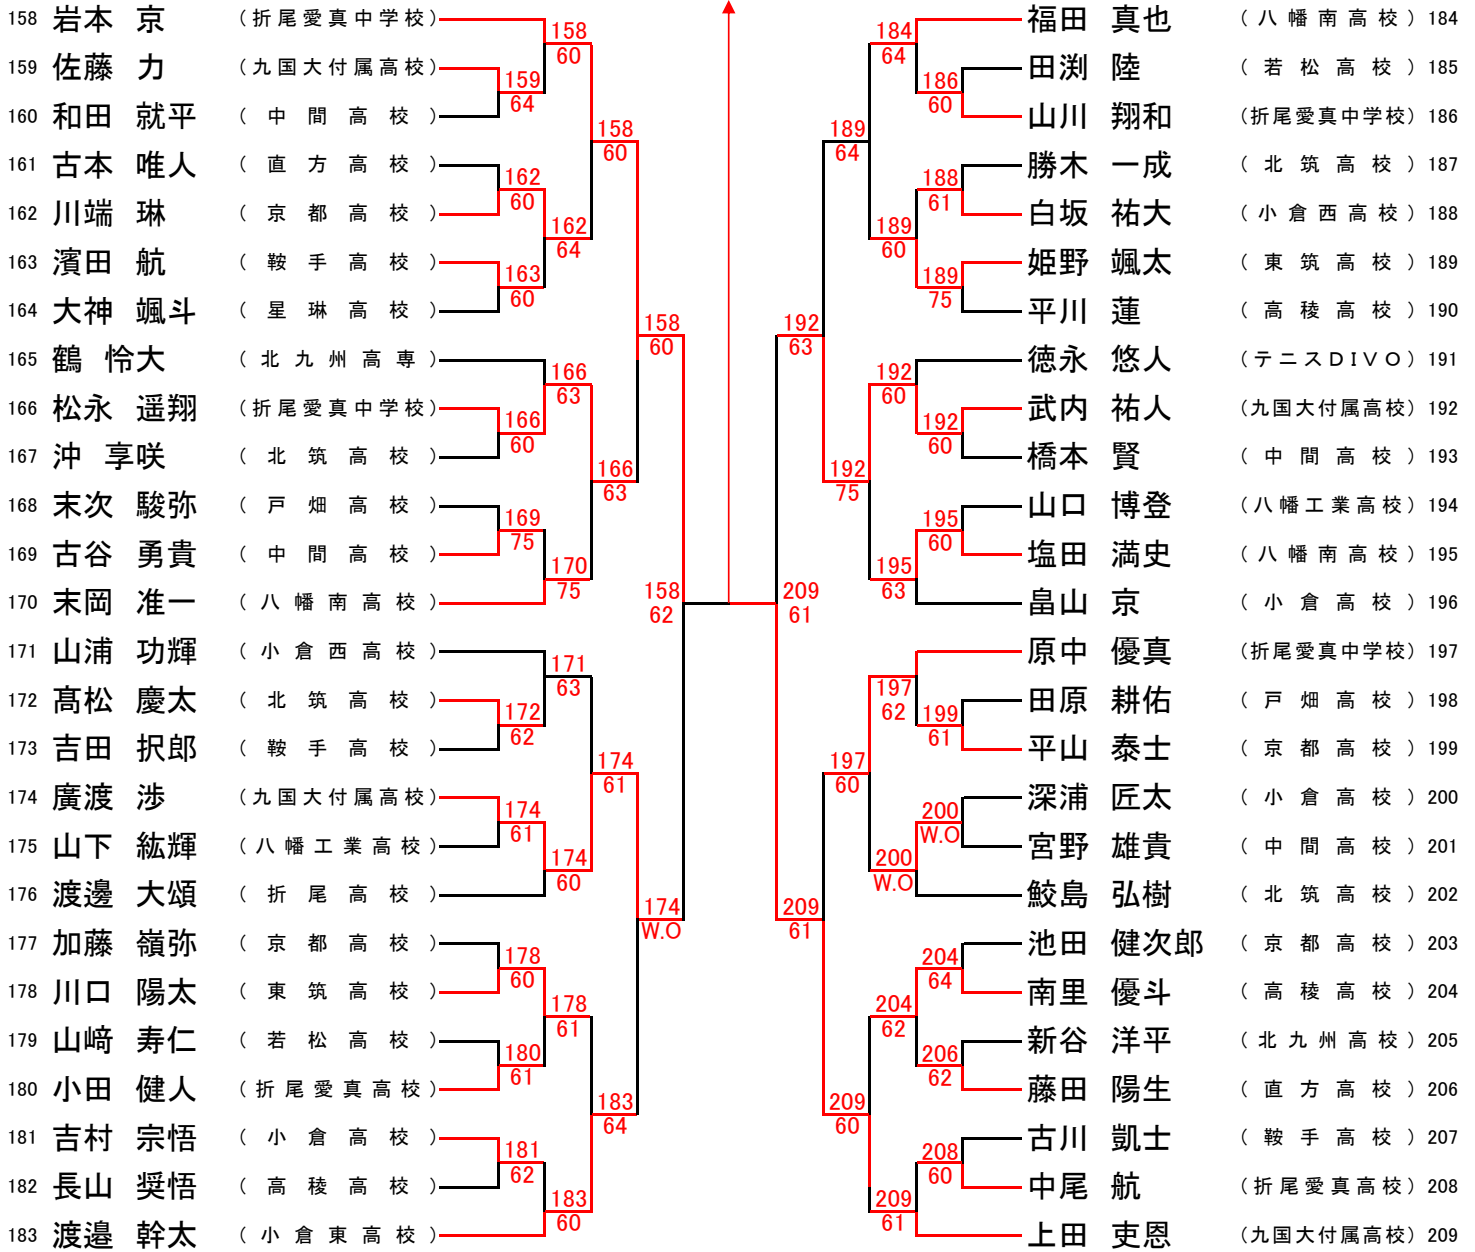 158 岩本 京 (折尾愛真中学校)
159 佐藤 力 (九国大付属高校)
160 和田 就平 (中間高校)
161 古本 唯人 (直方高校)
162 川端 琳 (京都高校)
163 濱田 航 (鞍手高校)
164 大神 颯斗 (星琳高校)
165 鶴 怜大 (北九州高専)
166 松永 遥翔 (折尾愛真中学校)
167 沖 享咲 (北筑高校)
168 末次 駿弥 (戸畑高校)
169 古谷 勇貴 (中間高校)
170 末岡 准一 (八幡南高校)
171 山浦 功輝 (小倉西高校)
172 髙松 慶太 (北筑高校)
173 吉田 択郎 (鞍手高校)
174 廣渡 渉 (九国大付属高校)
175 山下 紘輝 (八幡工業高校)
176 渡邊 大頌 (折尾高校)
177 加藤 嶺弥 (京都高校)
178 川口 陽太 (東筑高校)
179 山﨑 寿仁 (若松高校)
180 小田 健人 (折尾愛真高校)
181 吉村 宗悟 (小倉高校)
182 長山 奨悟 (高稜高校)
183 渡邉 幹太 (小倉東高校)
159
64
162
60
163
60
166
60
169
75
172
62
174
61
178
60
180
61
181
62
158
60
162
64
166
63
170
75
171
63
174
60
178
61
183
60
158
60
166
63
174
61
183
64
158
60
174
W.O
158
62
209
61
192
63
209
61
189
64
192
75
197
60
209
60
184
64
189
60
192
60
195
63
197
62
200
W.O
204
62
209
61
186
60
188
61
189
75
192
60
195
60
199
61
200
W.O
204
64
206
62
208
60
福田 真也 (八幡南高校) 184
田渕 陸 (若松高校) 185
山川 翔和 (折尾愛真中学校) 186
勝木 一成 (北筑高校) 187
白坂 祐大 (小倉西高校) 188
姫野 颯太 (東筑高校) 189
平川 蓮 (高稜高校) 190
徳永 悠人 (テニスDIVO) 191
武内 祐人 (九国大付属高校) 192
橋本 賢 (中間高校) 193
山口 博登 (八幡工業高校) 194
塩田 満史 (八幡南高校) 195
畠山 京 (小倉高校) 196
原中 優真 (折尾愛真中学校) 197
田原 耕佑 (戸畑高校) 198
平山 泰士 (京都高校) 199
深浦 匠太 (小倉高校) 200
宮野 雄貴 (中間高校) 201
鮫島 弘樹 (北筑高校) 202
池田 健次郎 (京都高校) 203
南里 優斗 (高稜高校) 204
新谷 洋平 (北九州高校) 205
藤田 陽生 (直方高校) 206
古川 凱士 (鞍手高校) 207
中尾 航 (折尾愛真高校) 208
上田 吏恩 (九国大付属高校) 209